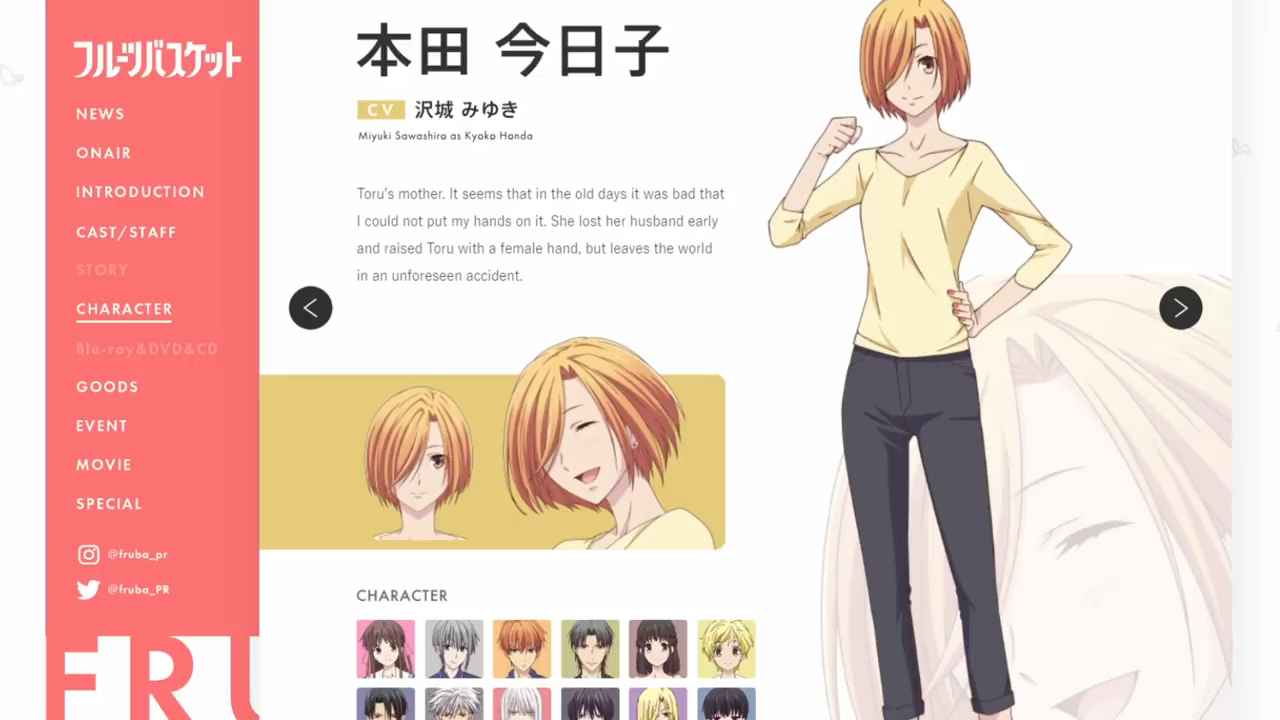 フルーツバスケット
NEWS
ONAIR
INTRODUCTION
CAST/STAFF
STORY
CHARACTER
Blu-ray&DVD&CD
GOODS
EVENT
MOVIE
SPECIAL
@fruba_pr
@fruba_PR
FRU
本田 今日子
CV 沢城 みゆき
Miyuki Sawashiro as Kyoko Honda
Toru's mother. It seems that in the old days it was bad that
I could not put my hands on it. She lost her husband early
and raised Toru with a female hand, but leaves the world
in an unforeseen accident.
CHARACTER